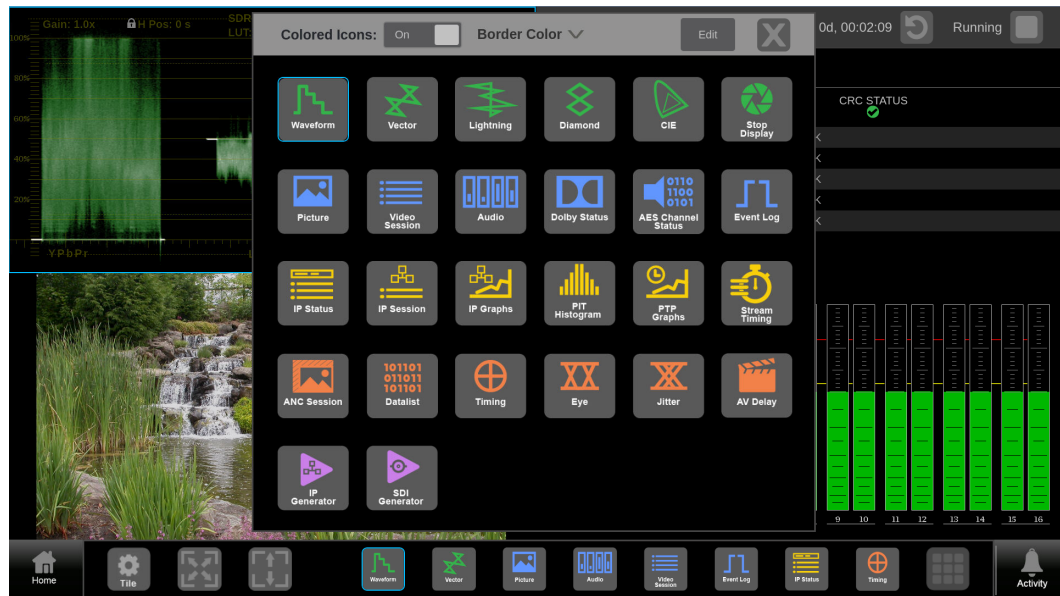 Gain: 1.0x
H Pos: 0 s
SDR
LUT:
100%
80%
60%
40%
20%
YPbPr
Colored Icons:
On
Border Color
Edit
X
0d, 00:02:09
Running
CRC STATUS
Waveform
Vector
Lightning
Diamond
CIE
Stop
Display
Picture
Video
Session
Audio
Dolby Status
0110
1100
0101
AES Channel
Status
Event Log
IP Status
IP Session
IP Graphs
PIT
Histogram
PTP
Graphs
Stream
Timing
ANC Session
101101
011011
101101
Datalist
Timing
Eye
Jitter
AV Delay
IP
Generator
SDI
Generator
9 10 11 12 13 14 15 16
Home
Tile
Waveform
Vector
Picture
Audio
Video
Session
Event Log
IP Status
Timing
Activity